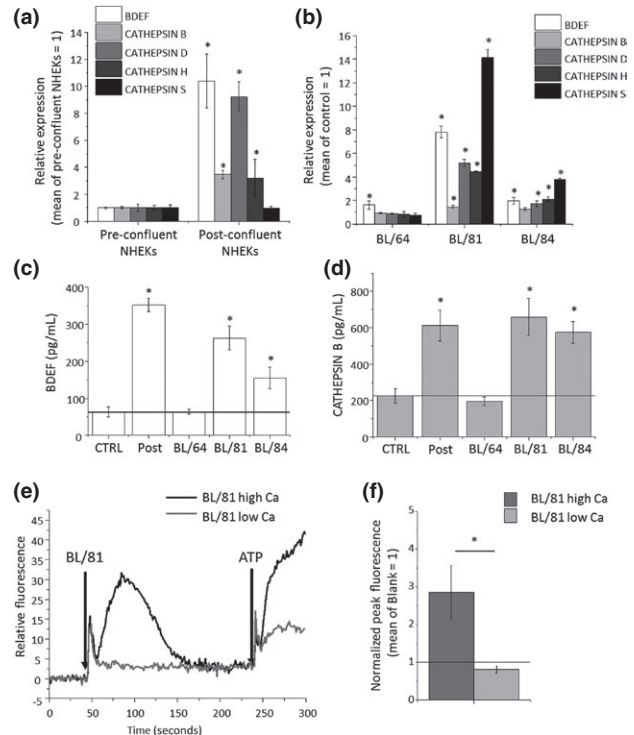 (a)
BDEF
CATHEPSIN B
CATHEPSIN D
CATHEPSIN H
CATHEPSIN S
Relative expression
(mean of pre-confluent NHEKs = 1)
14
12
10
8
6
4
2
0
* * * *
Pre-confluent NHEKs
Post-confluent NHEKs
(b)
BDEF
CATHEPSIN B
CATHEPSIN D
CATHEPSIN H
CATHEPSIN S
Relative expression
(mean of control = 1)
16
14
12
10
8
6
4
2
0
* * * * * * * * * *
BL/64 BL/81 BL/84
(c)
BDEF (pg/mL)
400
350
300
250
200
150
100
50
0
* * *
CTRL Post BL/64 BL/81 BL/84
(d)
CATHEPSIN B (pg/mL)
800
600
400
200
0
* * *
CTRL Post BL/64 BL/81 BL/84
(e)
BL/81 high Ca
BL/81 low Ca
Relative fluorescence
45
40
35
30
25
20
15
10
5
0
-5
BL/81
ATP
0 50 100 150 200 250 300
Time (seconds)
(f)
BL/81 high Ca
BL/81 low Ca
Normalized peak fluorescence
(mean of Blank = 1)
5
4
3
2
1
0
*